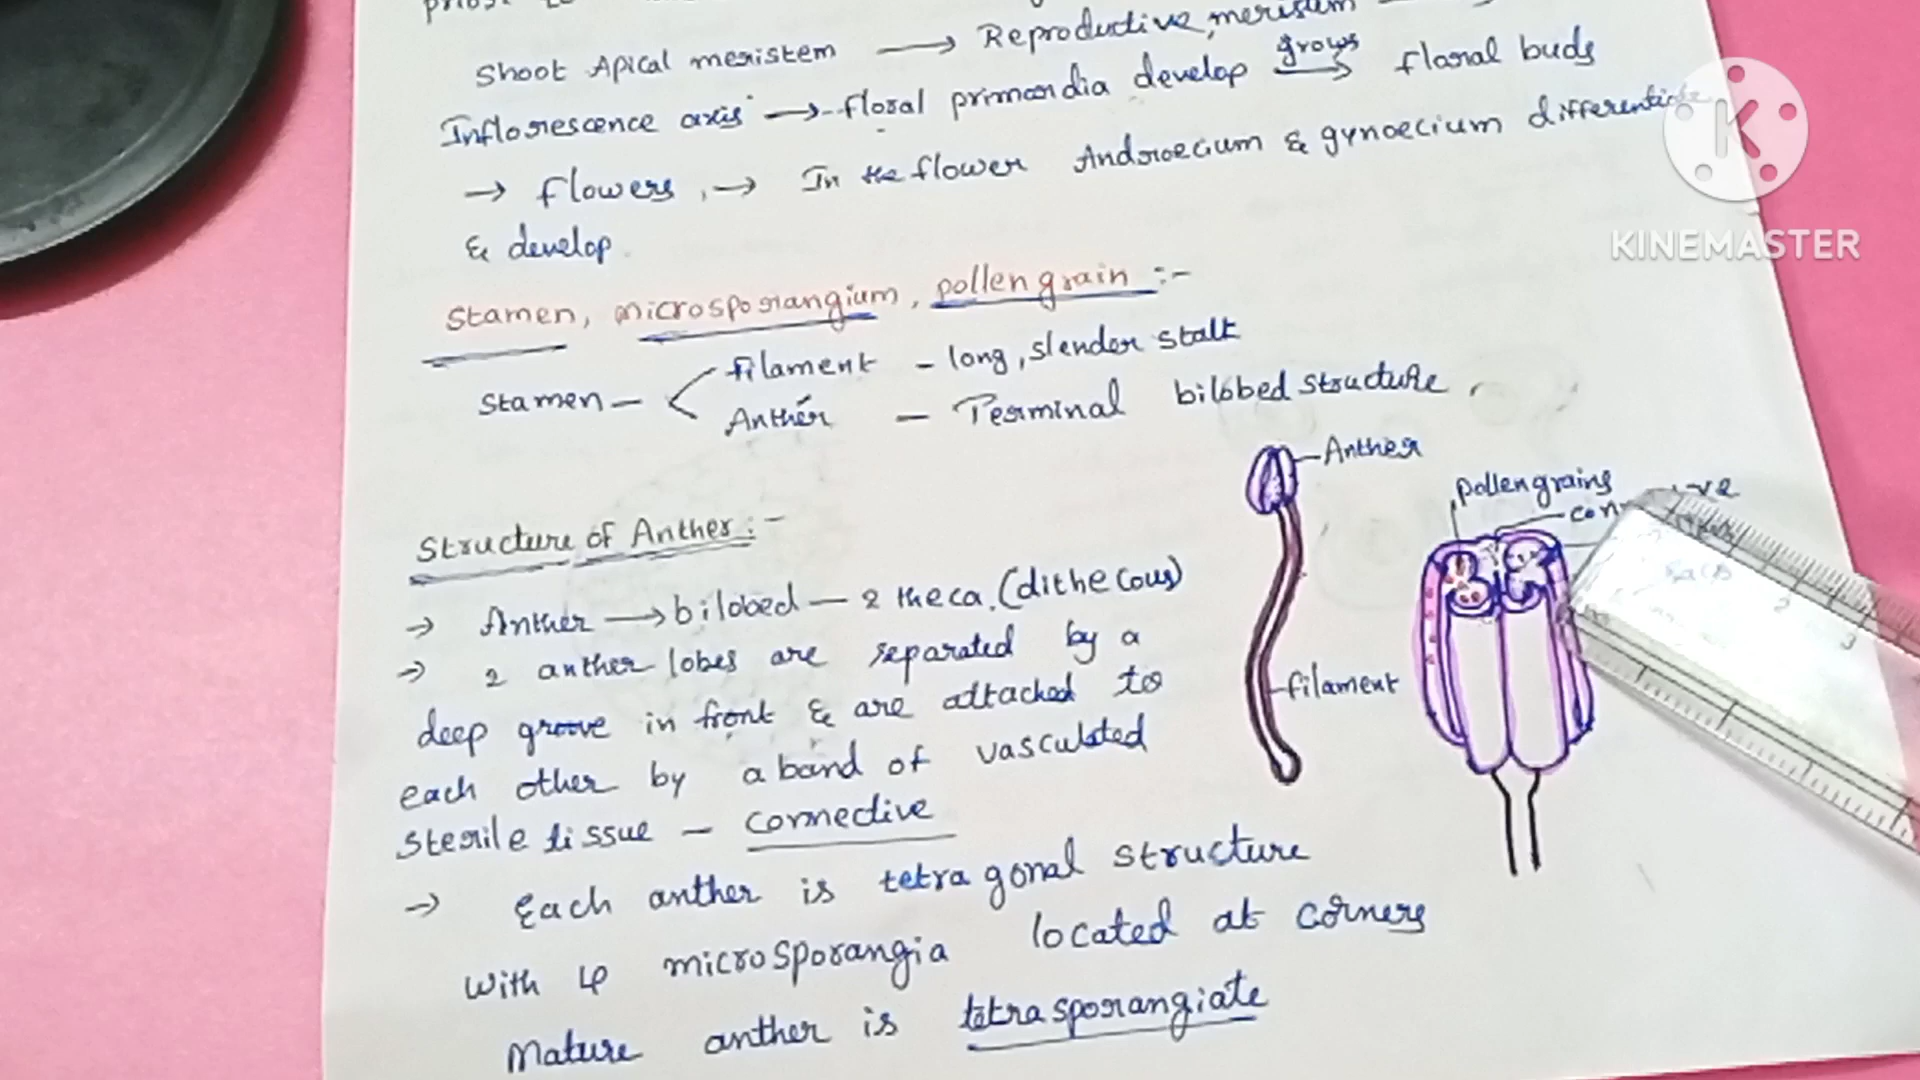 Shoot Apical meristem → Reproductive, meristem
Inflorescence axis → floral primordia develop grows → floral buds
→ flowers, → In the flower Androecium & gynoecium differentiate
& develop.
Stamen, microsporangium, pollen grain :-
Stamen — filament - long, slender stalk
Anther — Terminal bilobed structure.
Anther
pollengrains
Structure of Anther :-
→ Anther → bilobed — 2 theca. (dithecous)
→ 2 anther lobes are separated by a
filament
deep groove in front & are attached to
each other by a band of vasculated
sterile tissue — connective
→ Each anther is tetragonal structure
with 4 microsporangia located at corners
Mature anther is tetrasporangiate
KINEMASTER